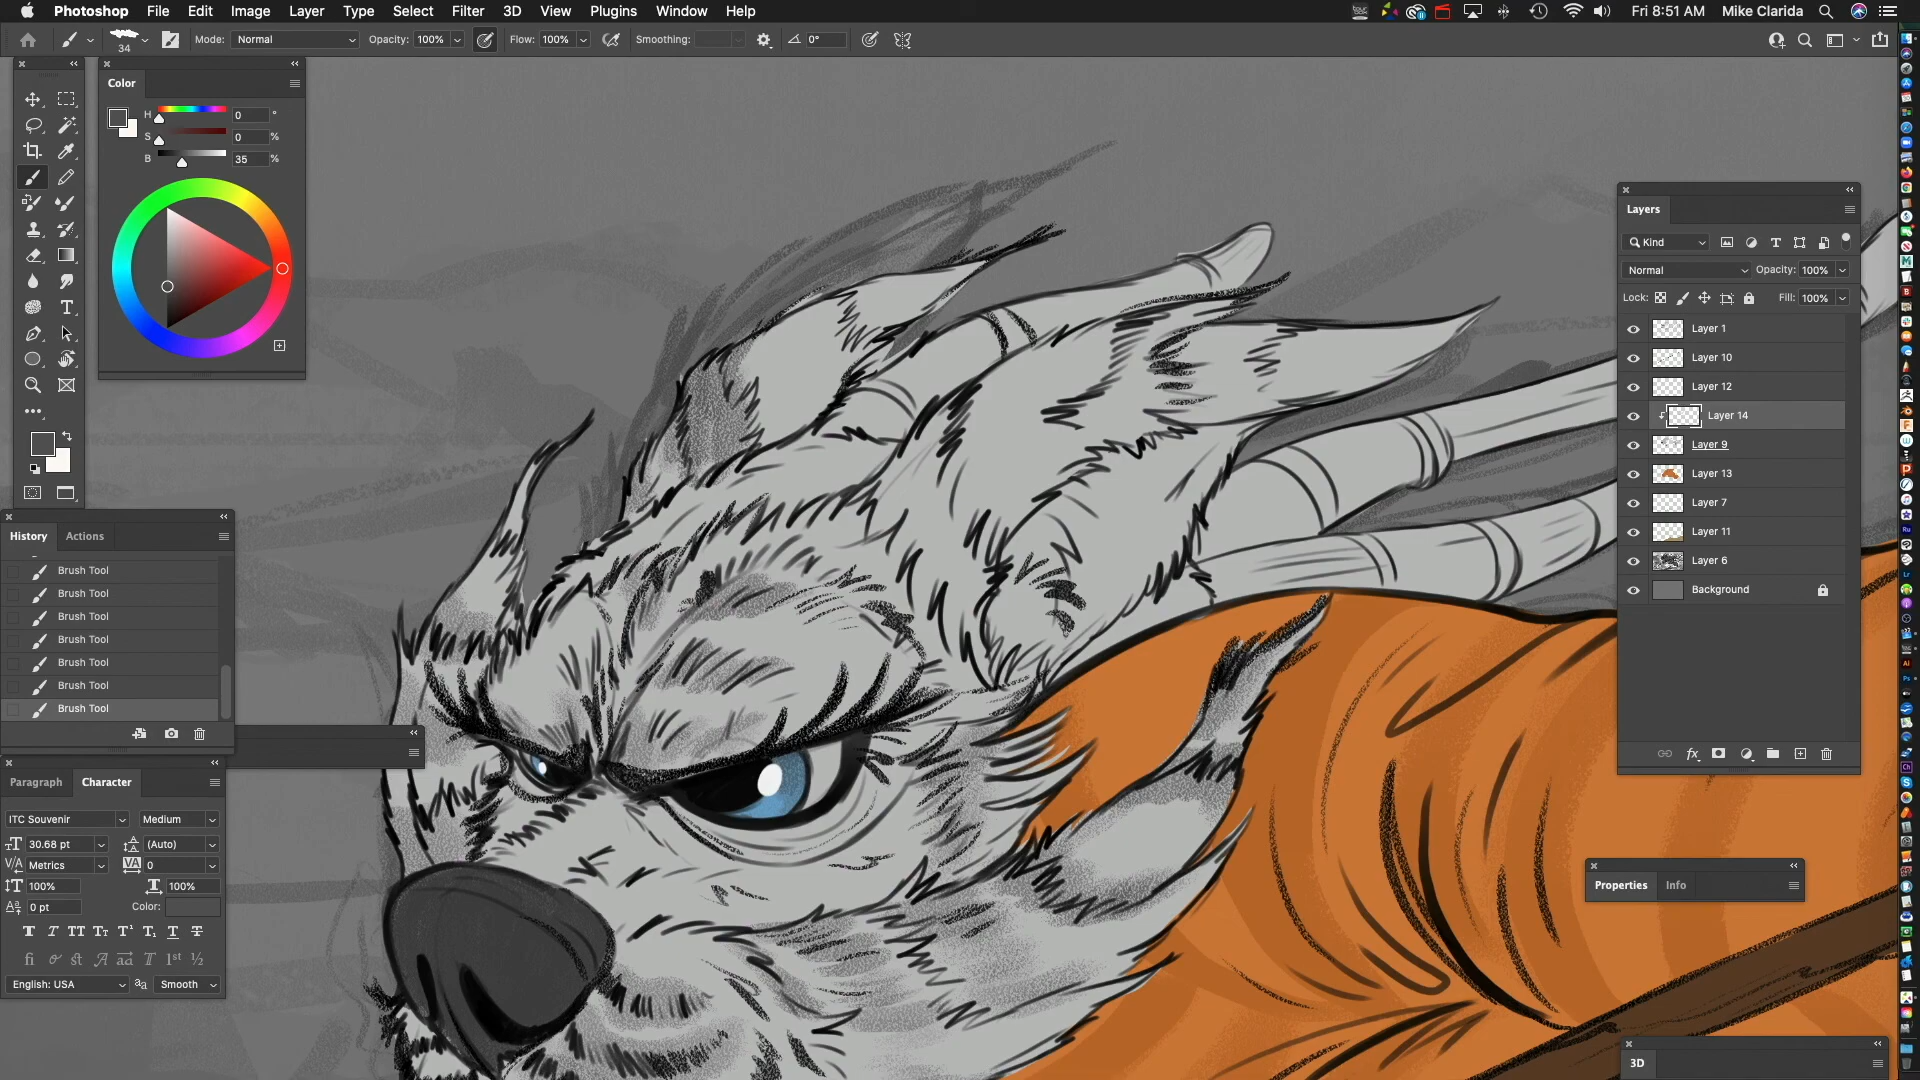 Photoshop File Edit Image Layer Type Select Filter 3D View Plugins Window Help Fri 8:51 AM Mike Clarida
34 Mode: Normal Opacity: 100% Flow: 100% Smoothing: 0°
Color
H 0 °
S 0 %
B 35 %
Layers
Kind
Normal Opacity: 100%
Lock: Fill: 100%
Layer 1
Layer 10
Layer 12
Layer 14
Layer 9
Layer 13
Layer 7
Layer 11
Layer 6
Background
fx
History Actions
Brush Tool
Brush Tool
Brush Tool
Brush Tool
Brush Tool
Brush Tool
Brush Tool
Paragraph Character
ITC Souvenir Medium
30.68 pt (Auto)
Metrics 0
100% 100%
0 pt Color:
English: USA aa Smooth
Properties Info
3D